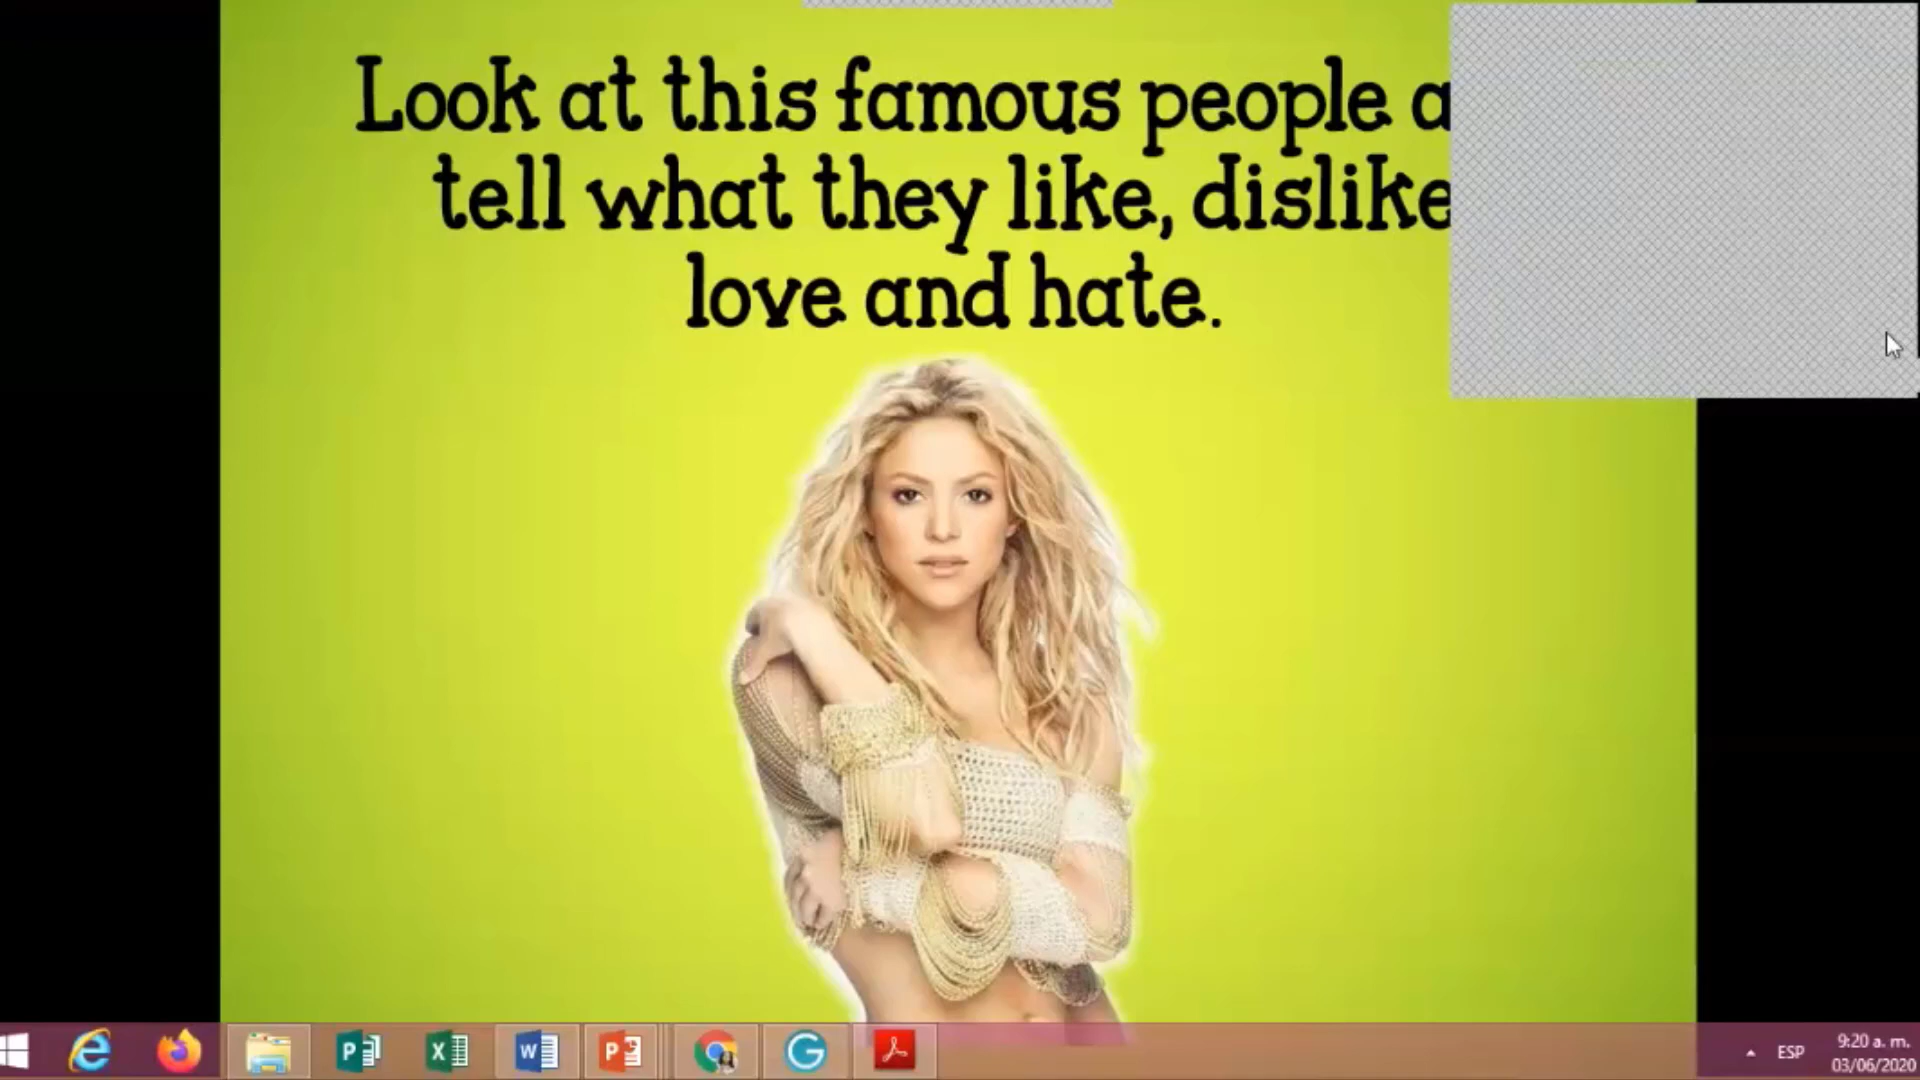 Look at this famous people a
tell what they like, dislike
love and hate.
ESP
9:20 a. m.
03/06/2020